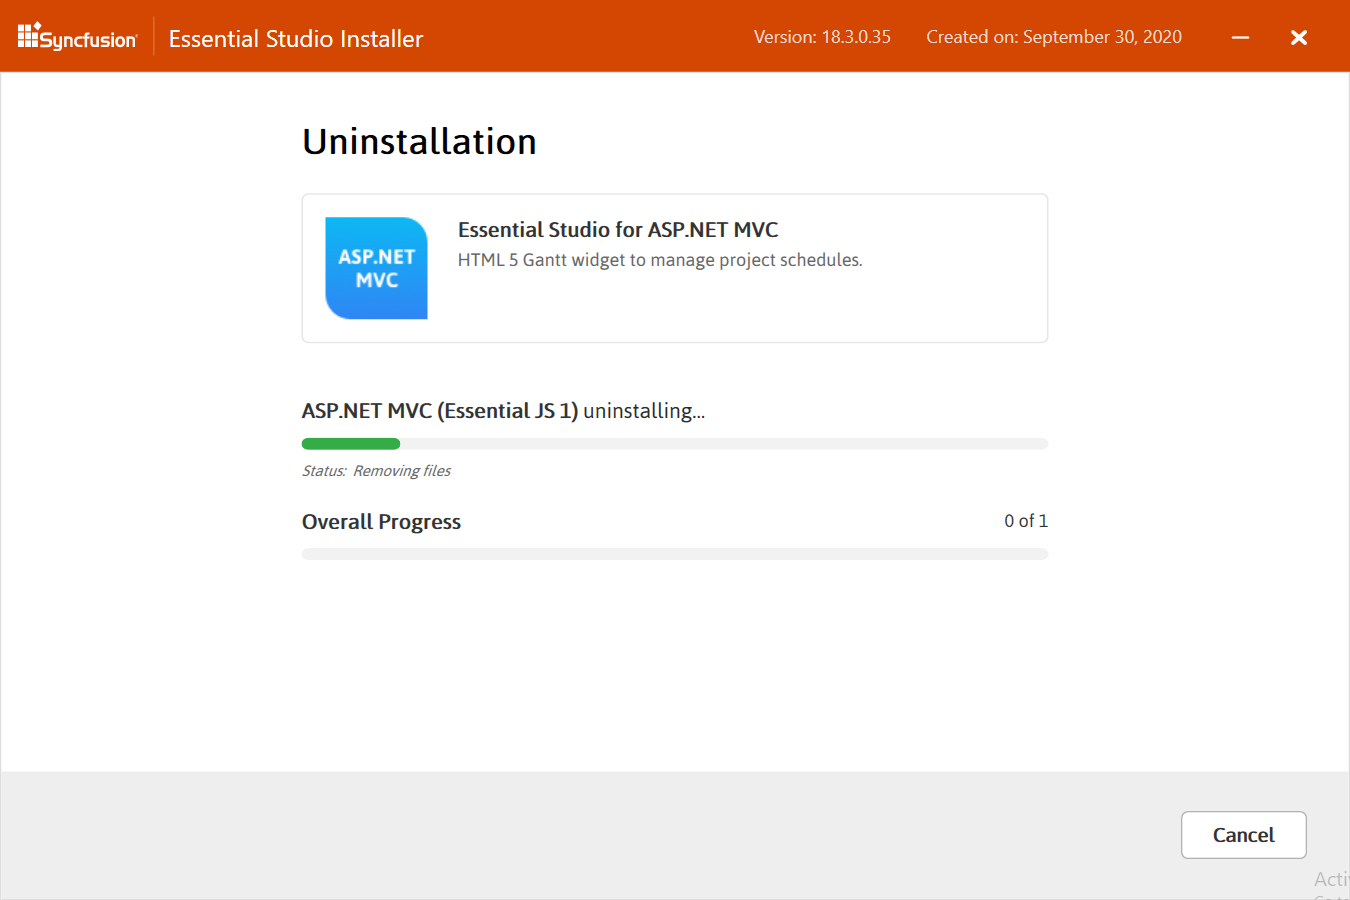 Syncfusion Essential Studio Installer Version: 18.3.0.35 Created on: September 30, 2020
Uninstallation
ASP.NET
MVC
Essential Studio for ASP.NET MVC
HTML 5 Gantt widget to manage project schedules.
ASP.NET MVC (Essential JS 1) uninstalling...
Status: Removing files
Overall Progress 0 of 1
Cancel
Acti